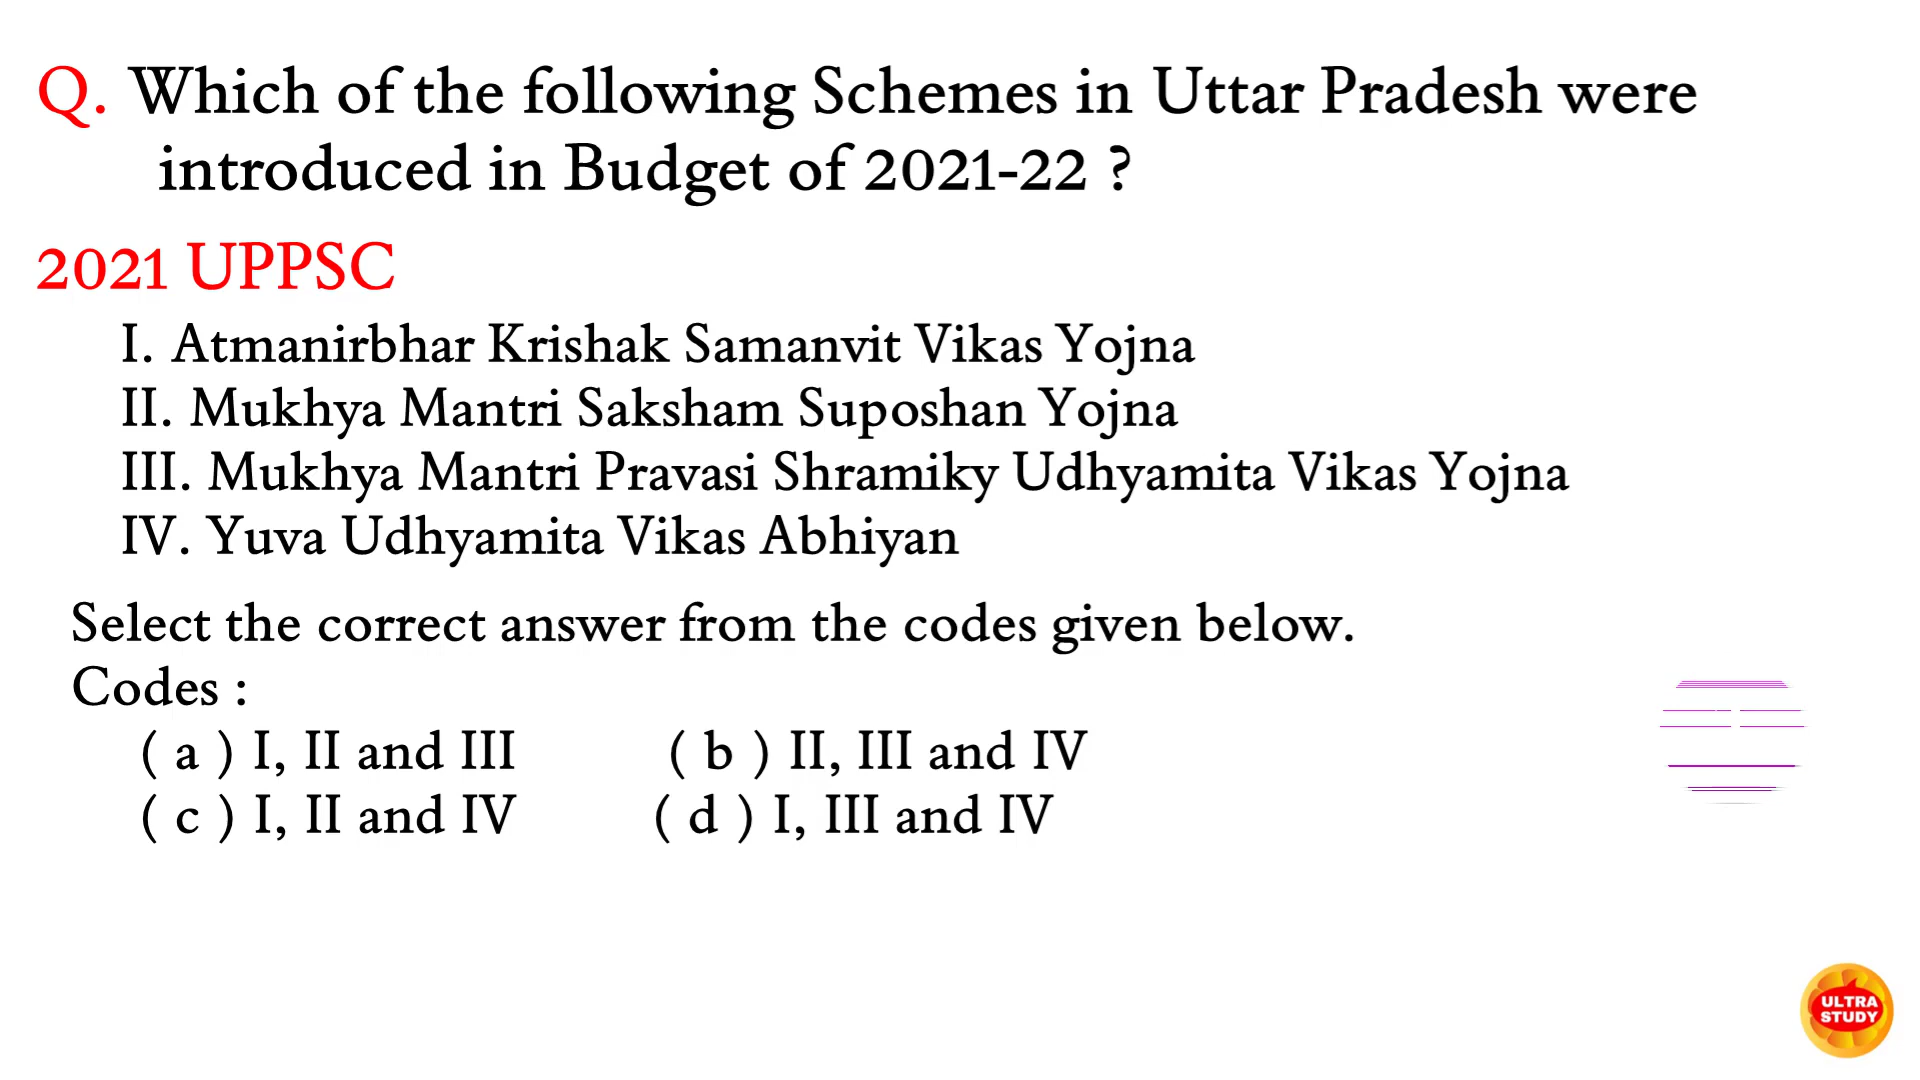 Q. Which of the following Schemes in Uttar Pradesh were
introduced in Budget of 2021-22 ?
2021 UPPSC
I. Atmanirbhar Krishak Samanvit Vikas Yojna
II. Mukhya Mantri Saksham Suposhan Yojna
III. Mukhya Mantri Pravasi Shramiky Udhyamita Vikas Yojna
IV. Yuva Udhyamita Vikas Abhiyan
Select the correct answer from the codes given below.
Codes :
( a ) I, II and III ( b ) II, III and IV
( c ) I, II and IV ( d ) I, III and IV
ULTRA
STUDY